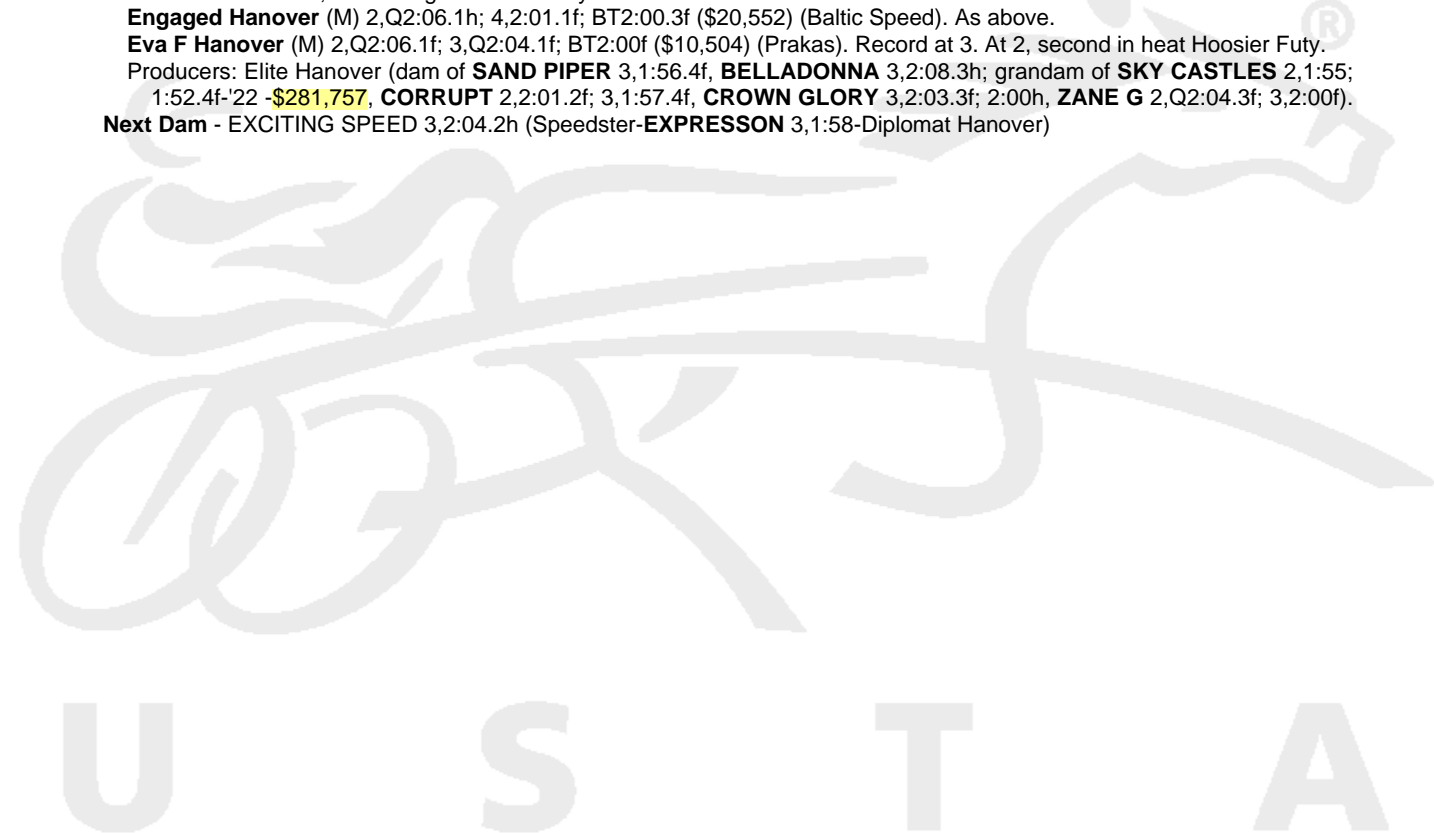 Engaged Hanover (M) 2,Q2:06.1h; 4,2:01.1f; BT2:00.3f ($20,552) (Baltic Speed). As above.
Eva F Hanover (M) 2,Q2:06.1f; 3,Q2:04.1f; BT2:00f ($10,504) (Prakas). Record at 3. At 2, second in heat Hoosier Futy.
Producers: Elite Hanover (dam of SAND PIPER 3,1:56.4f, BELLADONNA 3,2:08.3h; grandam of SKY CASTLES 2,1:55;
1:52.4f-'22 -$281,757, CORRUPT 2,2:01.2f; 3,1:57.4f, CROWN GLORY 3,2:03.3f; 2:00h, ZANE G 2,Q2:04.3f; 3,2:00f).
Next Dam - EXCITING SPEED 3,2:04.2h (Speedster-EXPRESSON 3,1:58-Diplomat Hanover)
®
U S T A